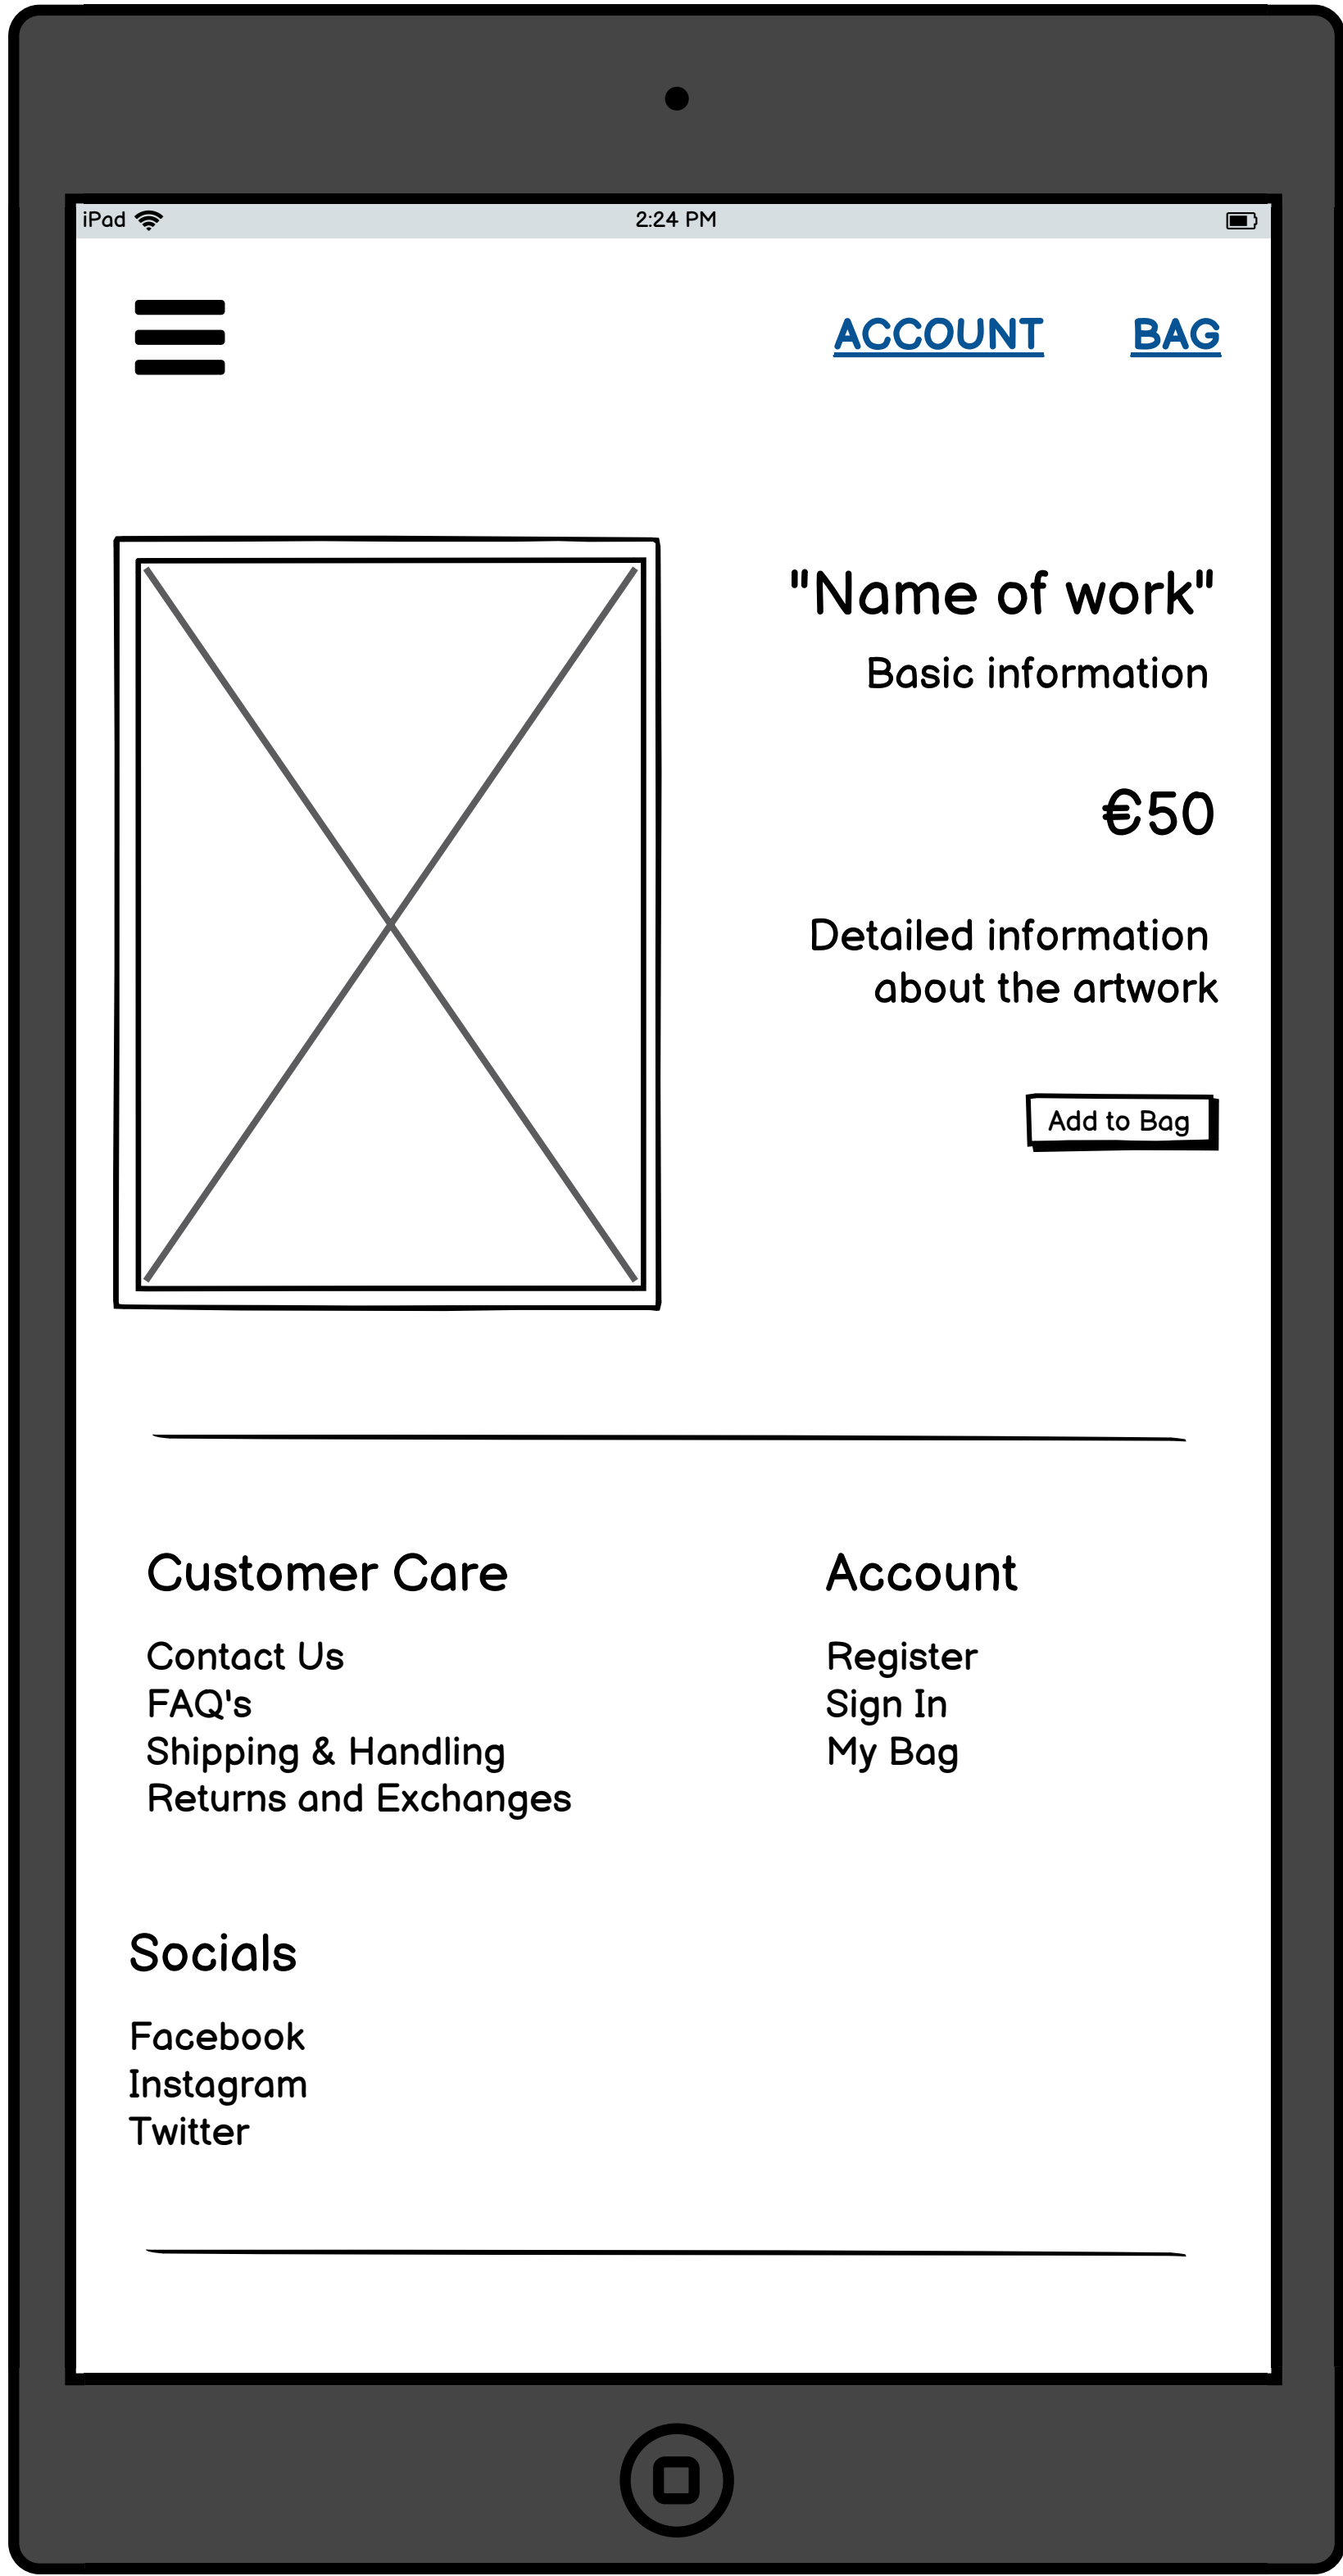 iPad 2:24 PM
ACCOUNT BAG
"Name of work"
Basic information
€50
Detailed information
about the artwork
Add to Bag
Customer Care
Contact Us
FAQ's
Shipping & Handling
Returns and Exchanges
Account
Register
Sign In
My Bag
Socials
Facebook
Instagram
Twitter